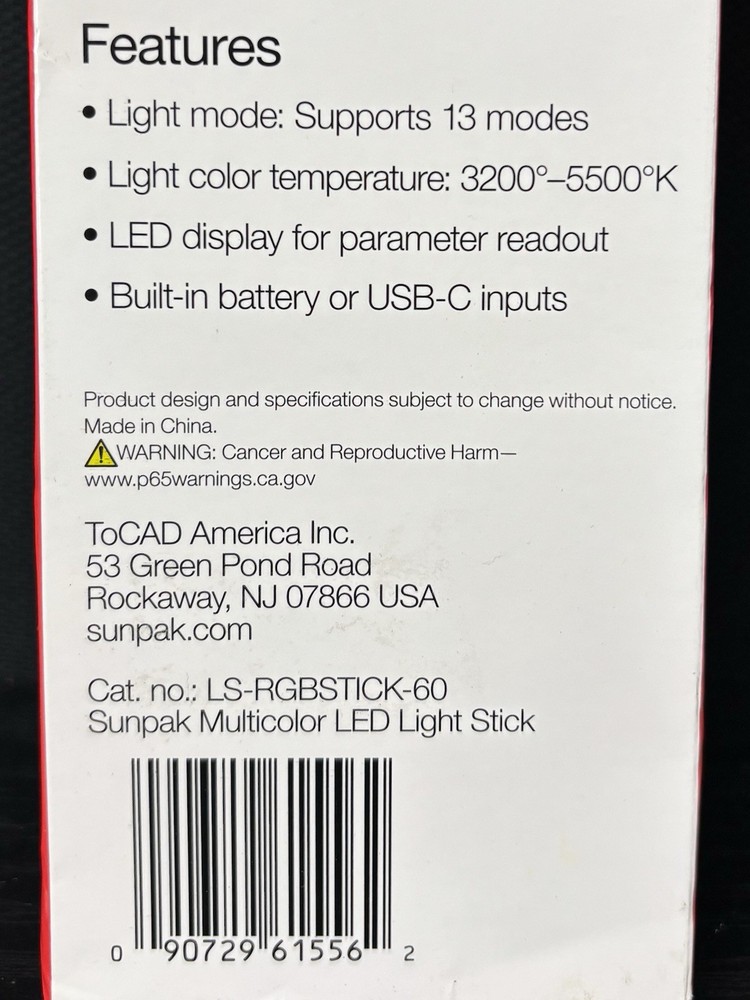 Features
• Light mode: Supports 13 modes
• Light color temperature: 3200°–5500°K
• LED display for parameter readout
• Built-in battery or USB-C inputs
Product design and specifications subject to change without notice.
Made in China.
⚠WARNING: Cancer and Reproductive Harm—
www.p65warnings.ca.gov
ToCAD America Inc.
53 Green Pond Road
Rockaway, NJ 07866 USA
sunpak.com
Cat. no.: LS-RGBSTICK-60
Sunpak Multicolor LED Light Stick
0 90729 61556 2